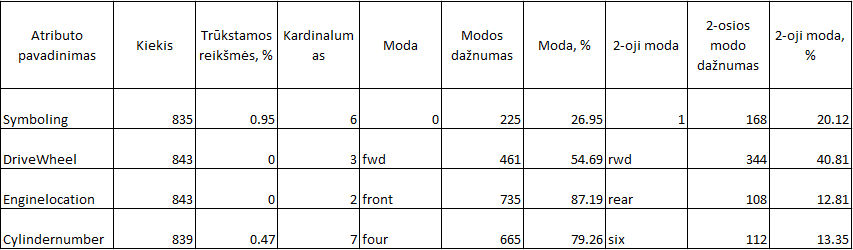 Atributo pavadinimas	Kiekis	Trūkstamos reikšmės, %	Kardinalumas	Moda	Modos dažnumas	Moda, %	2-oji moda	2-osios modo dažnumas	2-oji moda, %
Symboling	835	0.95	6	0	225	26.95	1	168	20.12
DriveWheel	843	0	3	fwd	461	54.69	rwd	344	40.81
Enginelocation	843	0	2	front	735	87.19	rear	108	12.81
Cylindernumber	839	0.47	7	four	665	79.26	six	112	13.35